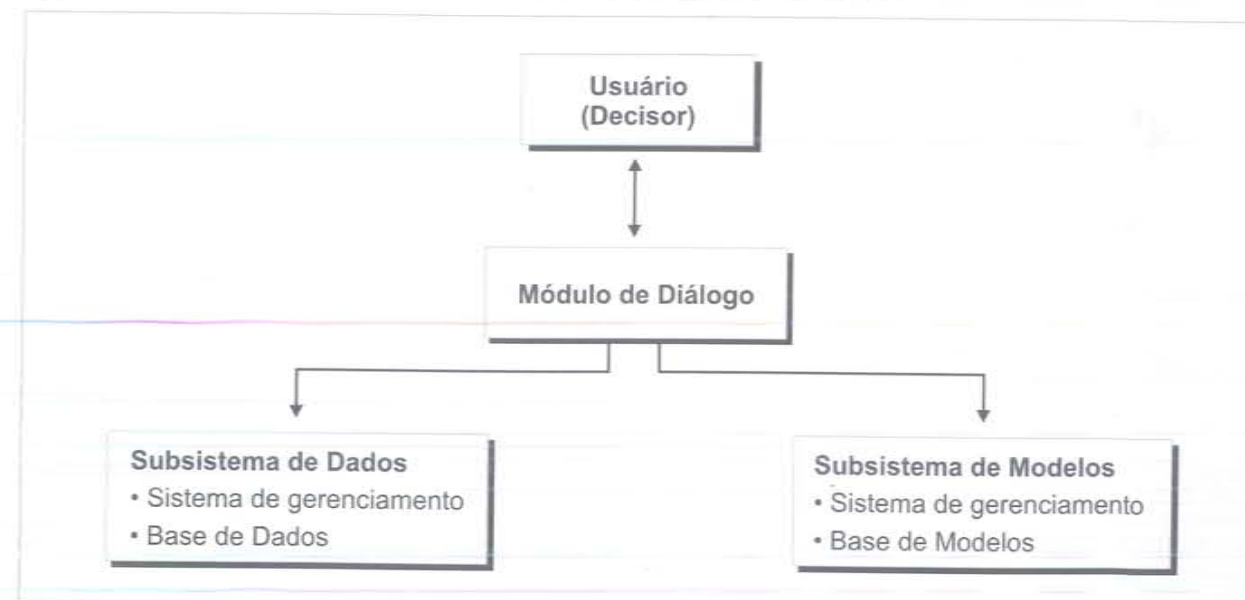 Usuário
(Decisor)
Módulo de Diálogo
Subsistema de Dados
• Sistema de gerenciamento
• Base de Dados
Subsistema de Modelos
• Sistema de gerenciamento
• Base de Modelos